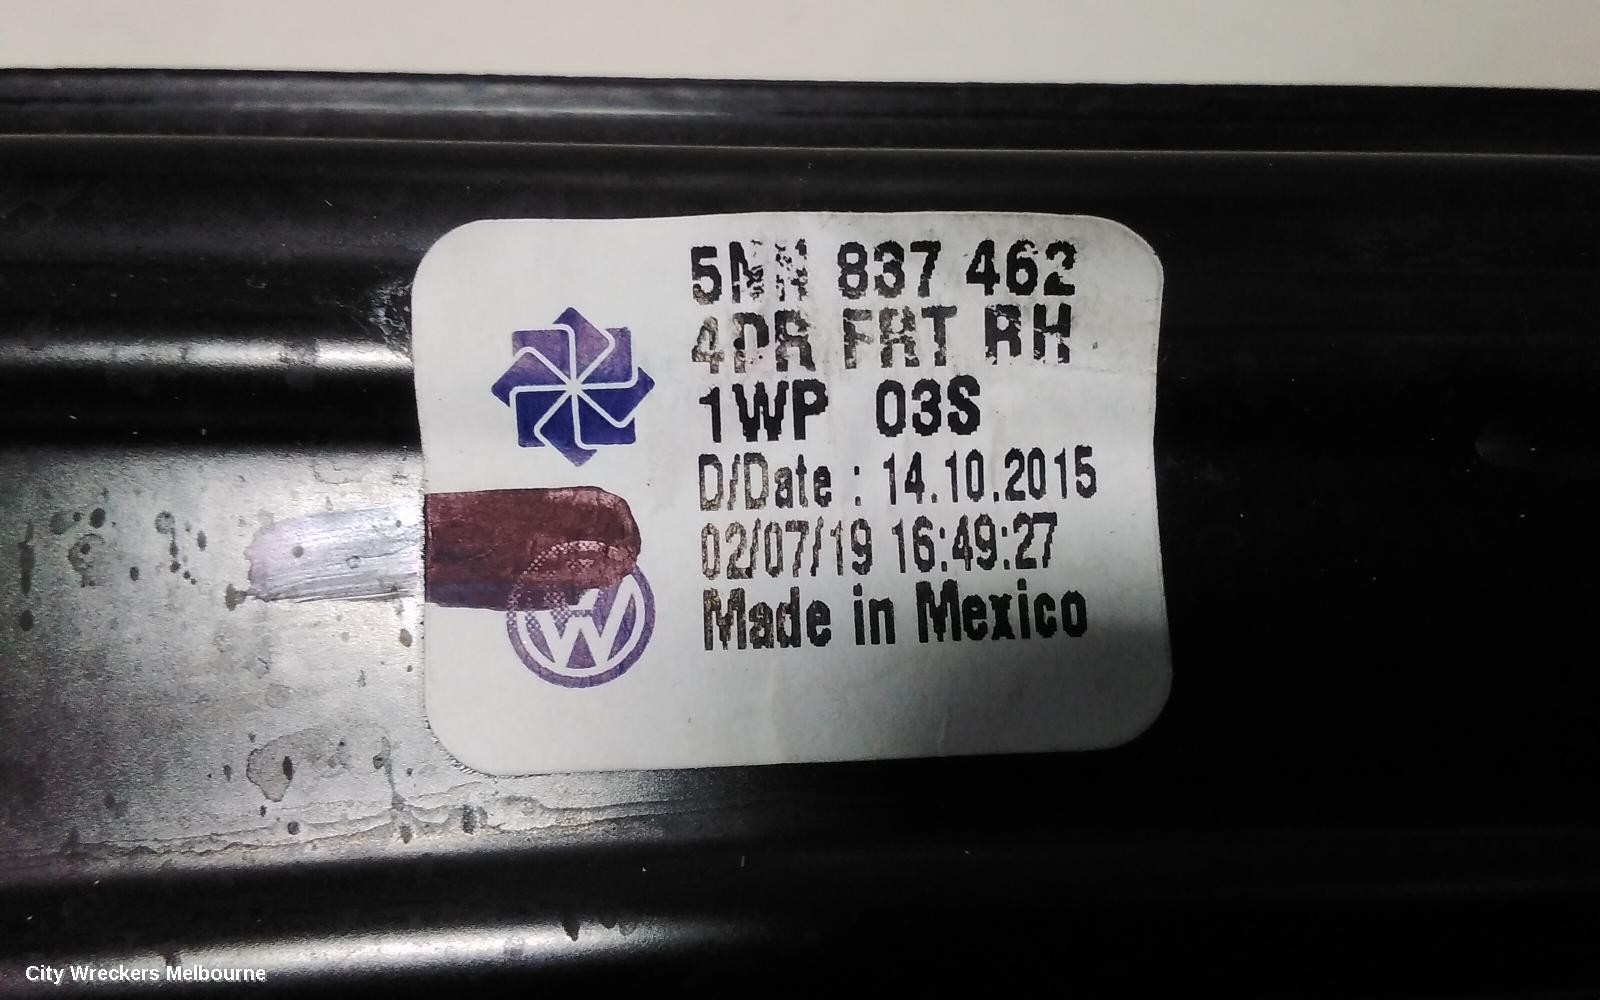 5NN 837 462
4DR FRT RH
1WP 03S
D/Date : 14.10.2015
02/07/19 16:49:27
Made in Mexico
City Wreckers Melbourne